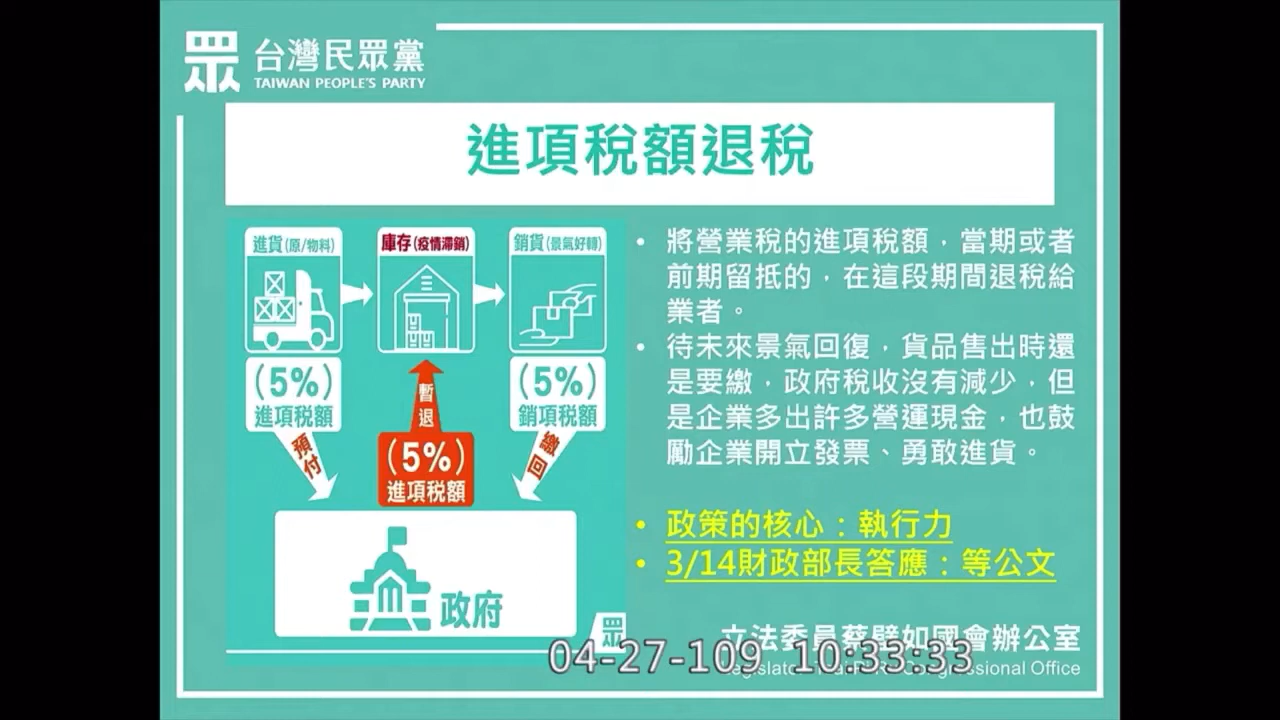 眾 台灣民眾黨
TAIWAN PEOPLE'S PARTY
進項稅額退稅
進貨(原/物料)
庫存(疫情滯銷)
銷貨(景氣好轉)
(5%)
進項稅額
預付
暫退
(5%)
進項稅額
(5%)
銷項稅額
繳回
政府
眾
• 將營業稅的進項稅額，當期或者
前期留抵的，在這段期間退稅給
業者。
• 待未來景氣回復，貨品售出時還
是要繳，政府稅收沒有減少，但
是企業多出許多營運現金，也鼓
勵企業開立發票、勇敢進貨。
• 政策的核心：執行力
• 3/14財政部長答應：等公文
立法委員蔡壁如國會辦公室
Congressional Office
04-27-109 10:33:33